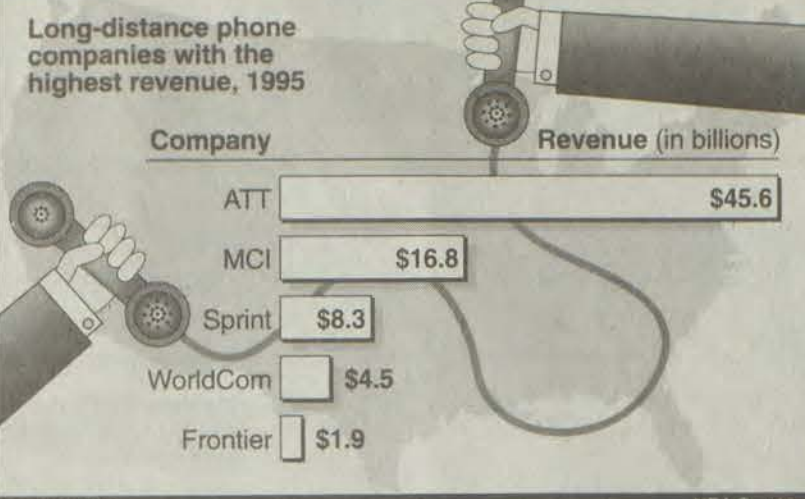 Long-distance phone
companies with the
highest revenue, 1995
Company Revenue (in billions)
ATT $45.6
MCI $16.8
Sprint $8.3
WorldCom $4.5
Frontier $1.9